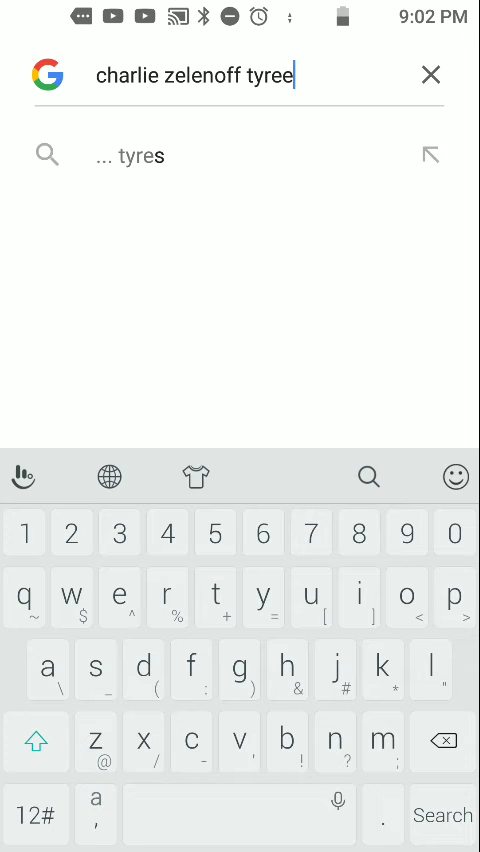 9:02 PM
charlie zelenoff tyree
... tyres
1 2 3 4 5 6 7 8 9 0
q w e r t y u i o p
~ $ ^ % + = [ ] < >
a s d f g h j k l
\ _ ( : ) & # * "
z x c v b n m
@ / - ' ! ? ;
12# a , . Search